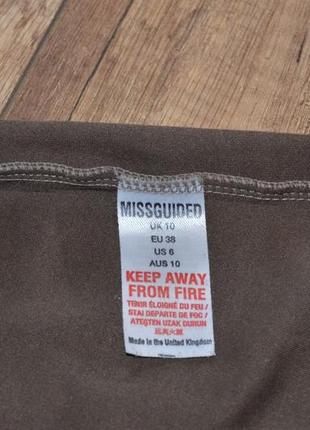 MISSGUIDED
UK 10
EU 38
US 6
AUS 10
KEEP AWAY
FROM FIRE
TENIR ÉLOIGNÉ DU FEU /
STAI DEPARTE DE FOC /
ATEŞTEN UZAK DURUN
Made in the United Kingdom